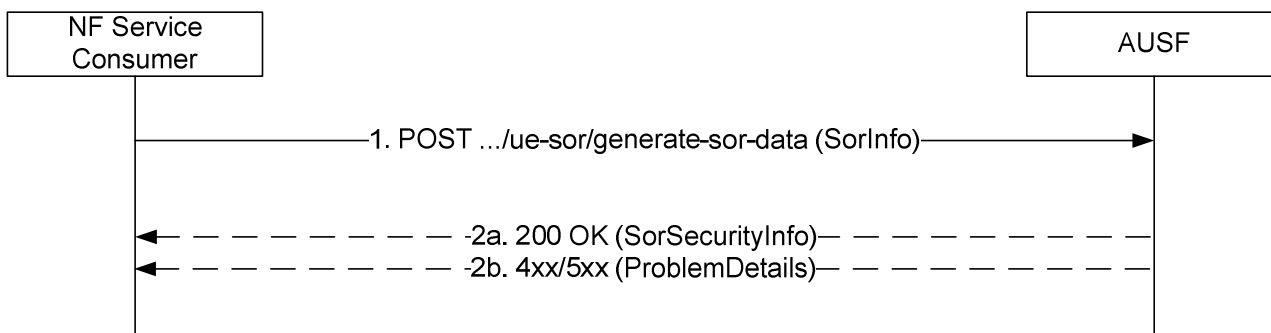 NF Service
Consumer
AUSF
1. POST .../ue-sor/generate-sor-data (SorInfo)
2a. 200 OK (SorSecurityInfo)
2b. 4xx/5xx (ProblemDetails)